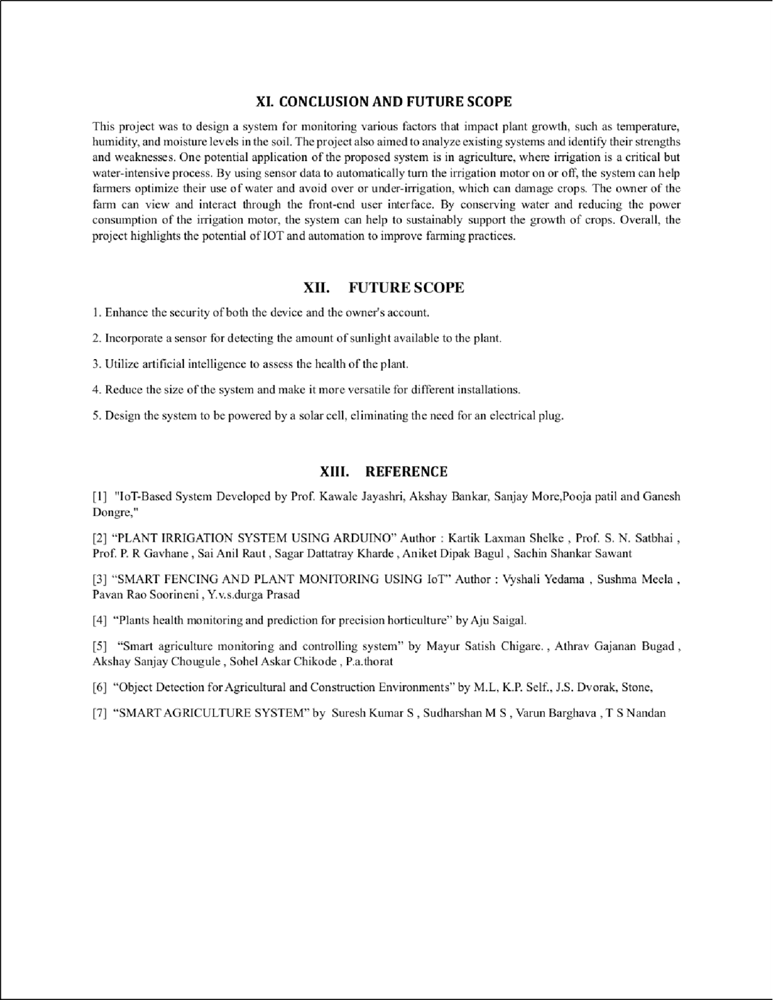 XI. CONCLUSION AND FUTURE SCOPE
This project was to design a system for monitoring various factors that impact plant growth, such as temperature,
humidity, and moisture levels in the soil. The project also aimed to analyze existing systems and identify their strengths
and weaknesses. One potential application of the proposed system is in agriculture, where irrigation is a critical but
water-intensive process. By using sensor data to automatically turn the irrigation motor on or off, the system can help
farmers optimize their use of water and avoid over or under-irrigation, which can damage crops. The owner of the
farm can view and interact through the front-end user interface. By conserving water and reducing the power
consumption of the irrigation motor, the system can help to sustainably support the growth of crops. Overall, the
project highlights the potential of IOT and automation to improve farming practices.
XII. FUTURE SCOPE
1. Enhance the security of both the device and the owner's account.
2. Incorporate a sensor for detecting the amount of sunlight available to the plant.
3. Utilize artificial intelligence to assess the health of the plant.
4. Reduce the size of the system and make it more versatile for different installations.
5. Design the system to be powered by a solar cell, eliminating the need for an electrical plug.
XIII. REFERENCE
[1] "IoT-Based System Developed by Prof. Kawale Jayashri, Akshay Bankar, Sanjay More,Pooja patil and Ganesh
Dongre,"
[2] “PLANT IRRIGATION SYSTEM USING ARDUINO” Author : Kartik Laxman Shelke , Prof. S. N. Satbhai ,
Prof. P. R Gavhane , Sai Anil Raut , Sagar Dattatray Kharde , Aniket Dipak Bagul , Sachin Shankar Sawant
[3] “SMART FENCING AND PLANT MONITORING USING IoT” Author : Vyshali Yedama , Sushma Meela ,
Pavan Rao Soorineni , Y.v.s.durga Prasad
[4] “Plants health monitoring and prediction for precision horticulture” by Aju Saigal.
[5] “Smart agriculture monitoring and controlling system” by Mayur Satish Chigare. , Athrav Gajanan Bugad ,
Akshay Sanjay Chougule , Sohel Askar Chikode , P.a.thorat
[6] “Object Detection for Agricultural and Construction Environments” by M.L, K.P. Self., J.S. Dvorak, Stone,
[7] “SMART AGRICULTURE SYSTEM” by Suresh Kumar S , Sudharshan M S , Varun Barghava , T S Nandan